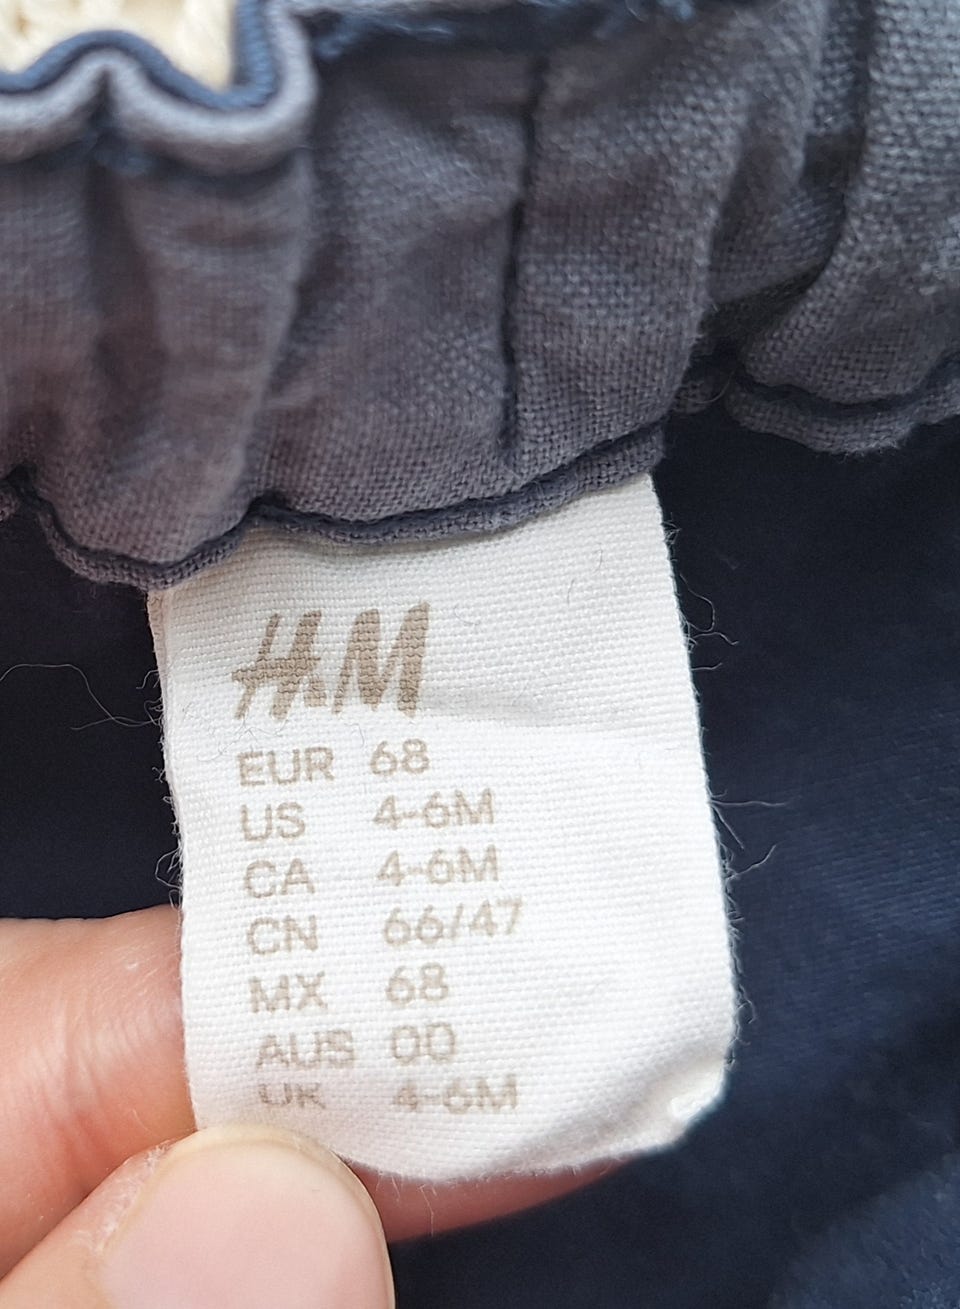 H&M
EUR 68
US 4-6M
CA 4-6M
CN 66/47
MX 68
AUS 00
UK 4-6M